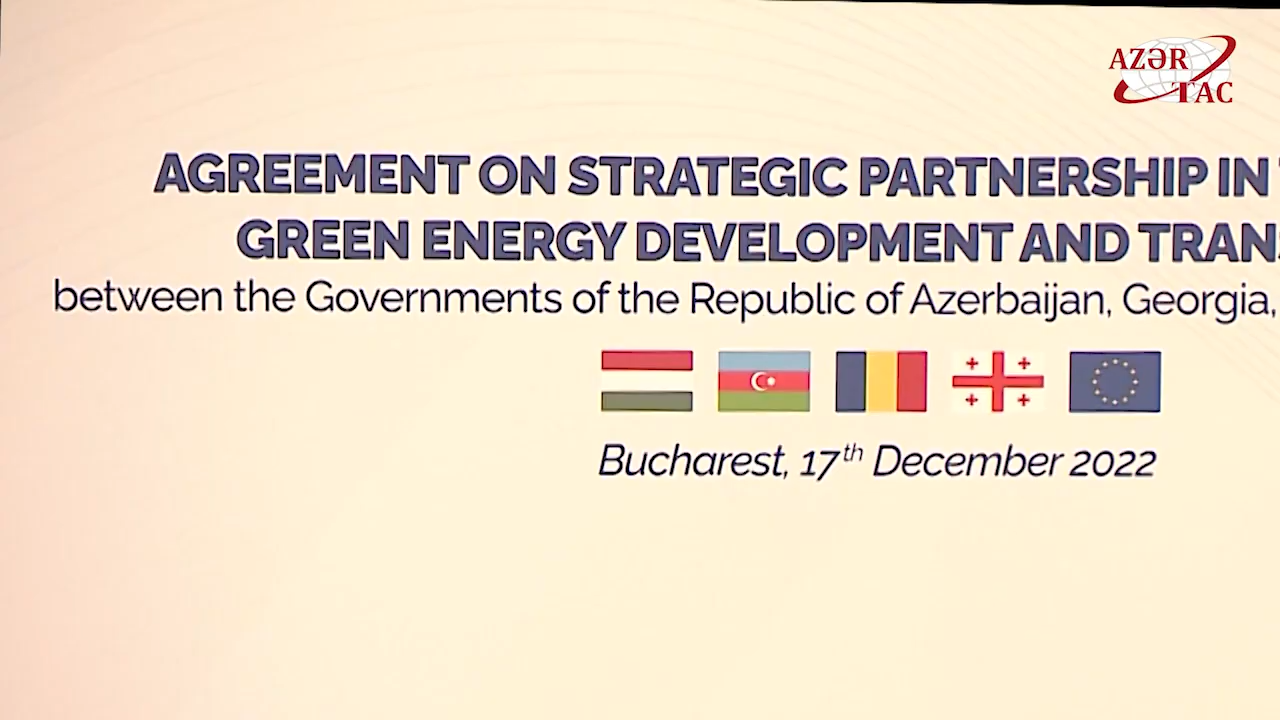 AZƏR
TAC
AGREEMENT ON STRATEGIC PARTNERSHIP IN
GREEN ENERGY DEVELOPMENT AND TRANS
between the Governments of the Republic of Azerbaijan, Georgia,
Bucharest, 17th December 2022